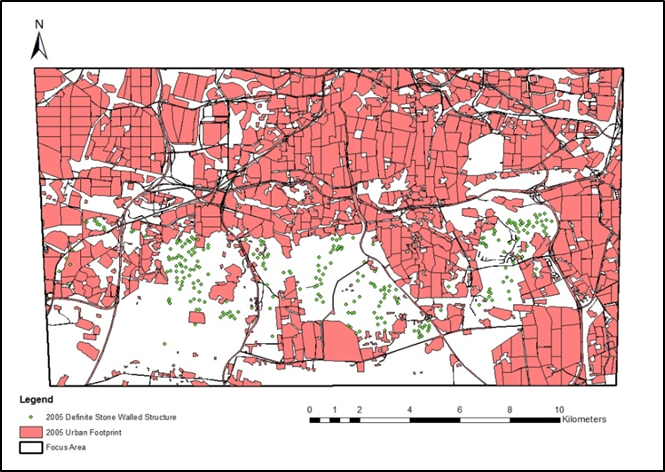 N
Legend
2005 Definite Stone Walled Structure
2005 Urban Footprint
Focus Area
0 1 2 4 6 8 10
Kilometers